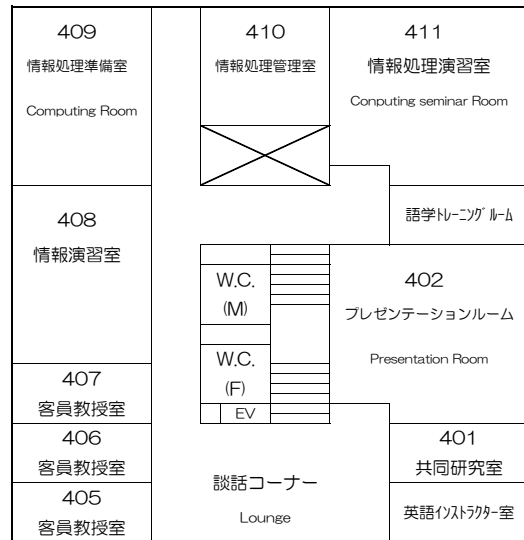 409
情報処理準備室
Computing Room
410
情報処理管理室
411
情報処理演習室
Conputing seminar Room
408
情報演習室
語学ﾄﾚｰﾆﾝｸﾞﾙｰﾑ
W.C.
(M)
402
プレゼンテーションルーム
Presentation Room
407
客員教授室
W.C.
(F)
EV
406
客員教授室
401
共同研究室
405
客員教授室
談話コーナー
Lounge
英語ｲﾝｽﾄﾗｸﾀｰ室